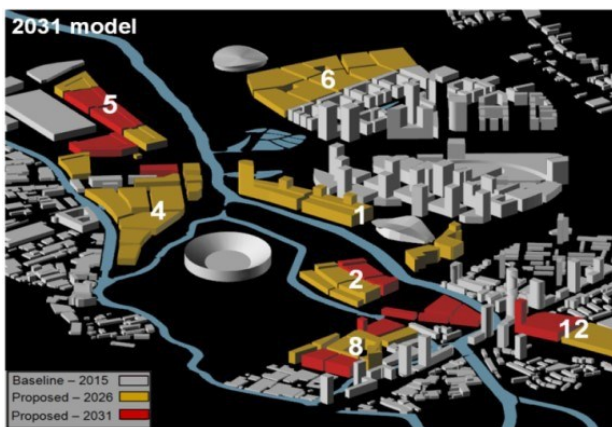 2031 model
6
5
4
1
2
8
12
Baseline – 2015
Proposed – 2026
Proposed – 2031